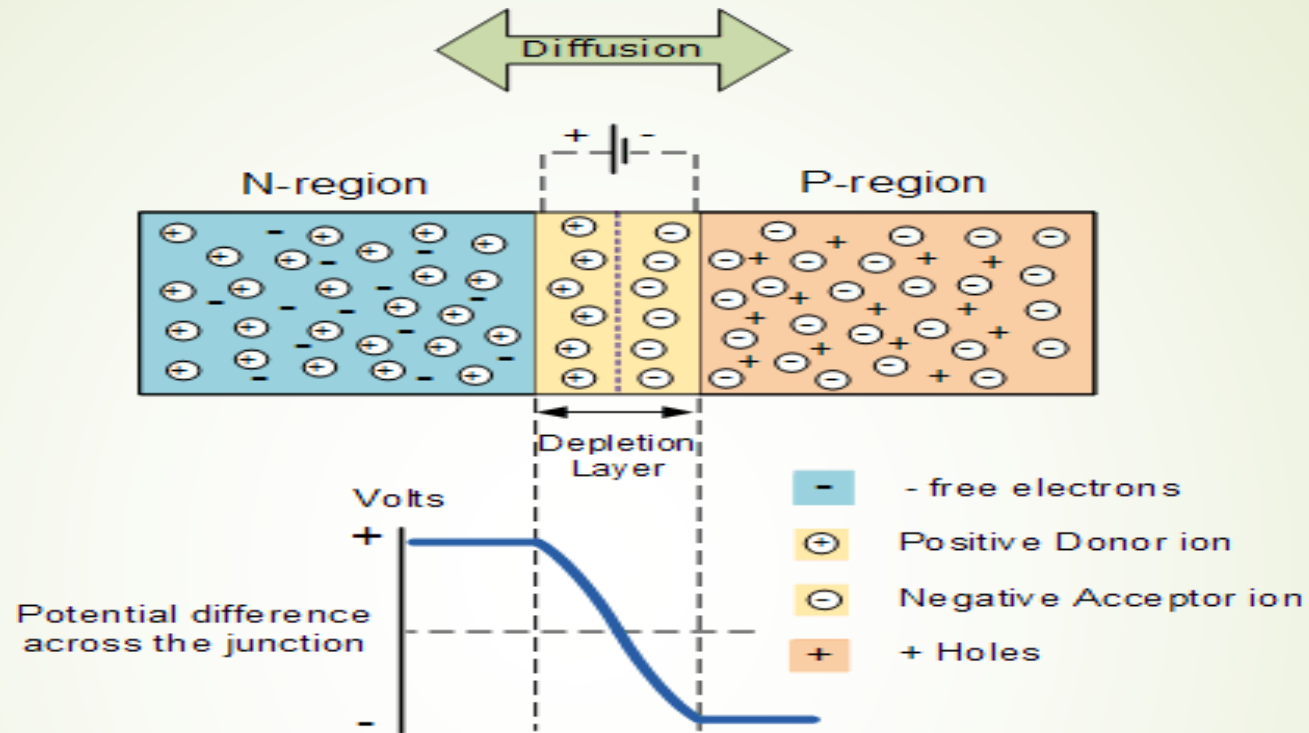 Diffusion
+ -
N-region
P-region
Depletion
Layer
Volts
+
Potential difference
across the junction
-
- - free electrons
+ Positive Donor ion
- Negative Acceptor ion
+ + Holes